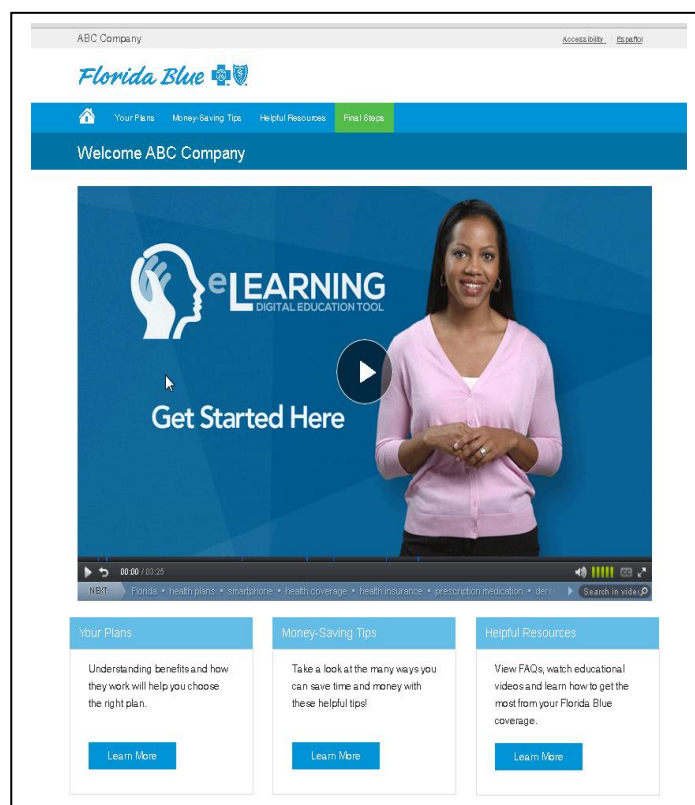 ABC Company
Accessibility
Español
Florida Blue
Your Plans
Money-Saving Tips
Helpful Resources
Final Steps
Welcome ABC Company
eLEARNING
DIGITAL EDUCATION TOOL
Get Started Here
00:00 / 03:25
CC
Florida • health plans • smartphone • health coverage • health insurance • prescription medication •
Search in video
Your Plans
Understanding benefits and how
they work will help you choose
the right plan.
Learn More
Money-Saving Tips
Take a look at the many ways you
can save time and money with
these helpful tips!
Learn More
Helpful Resources
View FAQs, watch educational
videos and learn how to get the
most from your Florida Blue
coverage.
Learn More